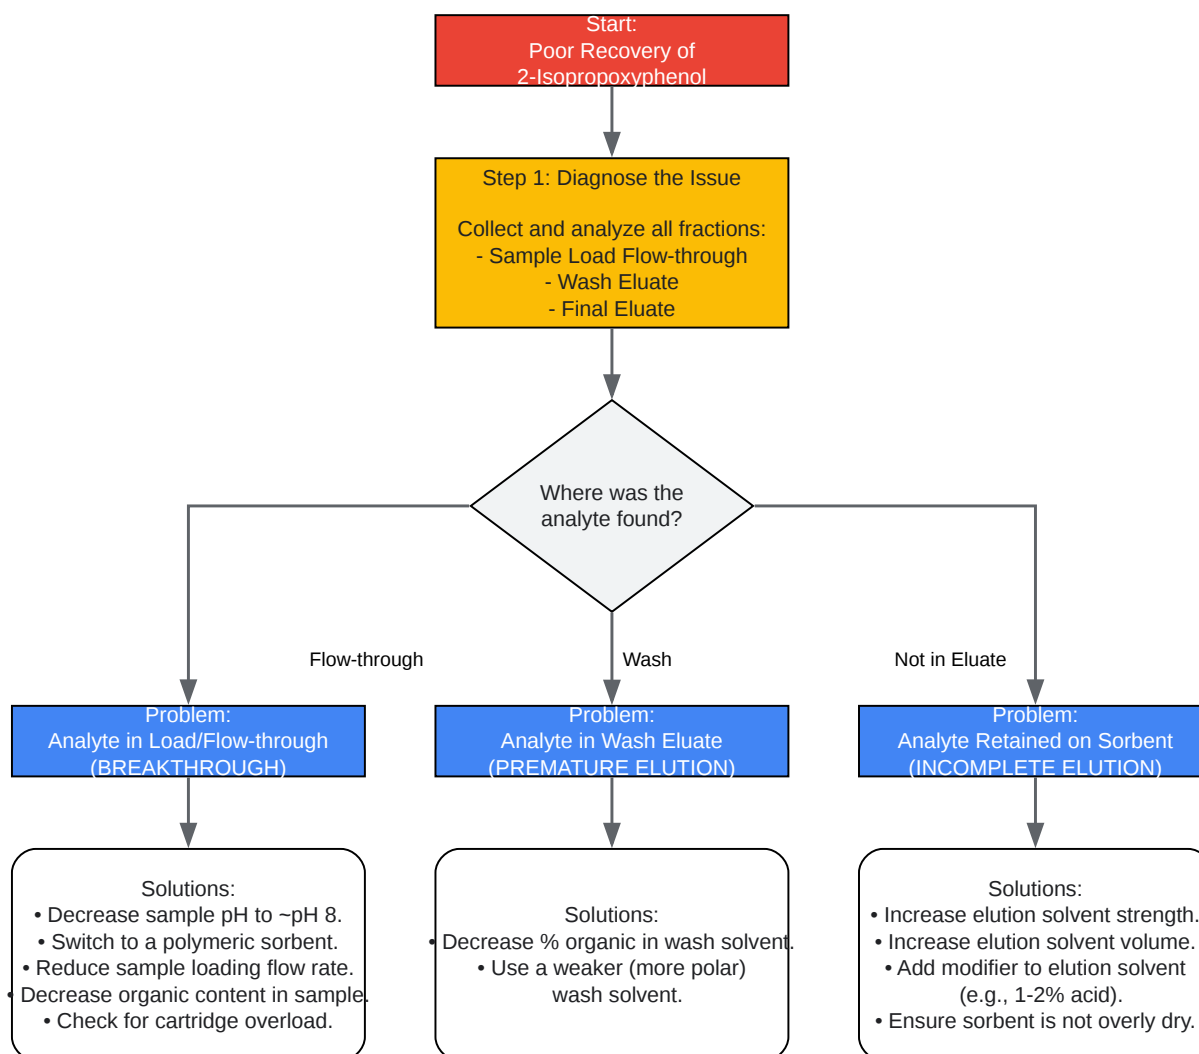 Start:
Poor Recovery of
2-Isopropoxyphenol
Step 1: Diagnose the Issue
Collect and analyze all fractions:
- Sample Load Flow-through
- Wash Eluate
- Final Eluate
Where was the
analyte found?
Flow-through
Wash
Not in Eluate
Problem:
Analyte in Load/Flow-through
(BREAKTHROUGH)
Problem:
Analyte in Wash Eluate
(PREMATURE ELUTION)
Problem:
Analyte Retained on Sorbent
(INCOMPLETE ELUTION)
Solutions:
• Decrease sample pH to ~pH 8.
• Switch to a polymeric sorbent.
• Reduce sample loading flow rate.
• Decrease organic content in sample.
• Check for cartridge overload.
Solutions:
• Decrease % organic in wash solvent.
• Use a weaker (more polar)
wash solvent.
Solutions:
• Increase elution solvent strength.
• Increase elution solvent volume.
• Add modifier to elution solvent
(e.g., 1-2% acid).
• Ensure sorbent is not overly dry.